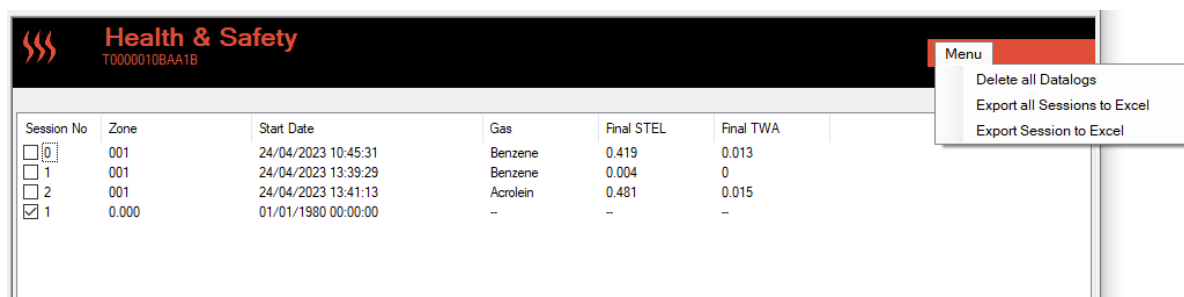 Health & Safety
T0000010BAA1B
Menu
Delete all Datalogs
Export all Sessions to Excel
Export Session to Excel
Session No Zone Start Date Gas Final STEL Final TWA
0 001 24/04/2023 10:45:31 Benzene 0.419 0.013
1 001 24/04/2023 13:39:29 Benzene 0.004 0
2 001 24/04/2023 13:41:13 Acrolein 0.481 0.015
1 0.000 01/01/1980 00:00:00 -- -- --